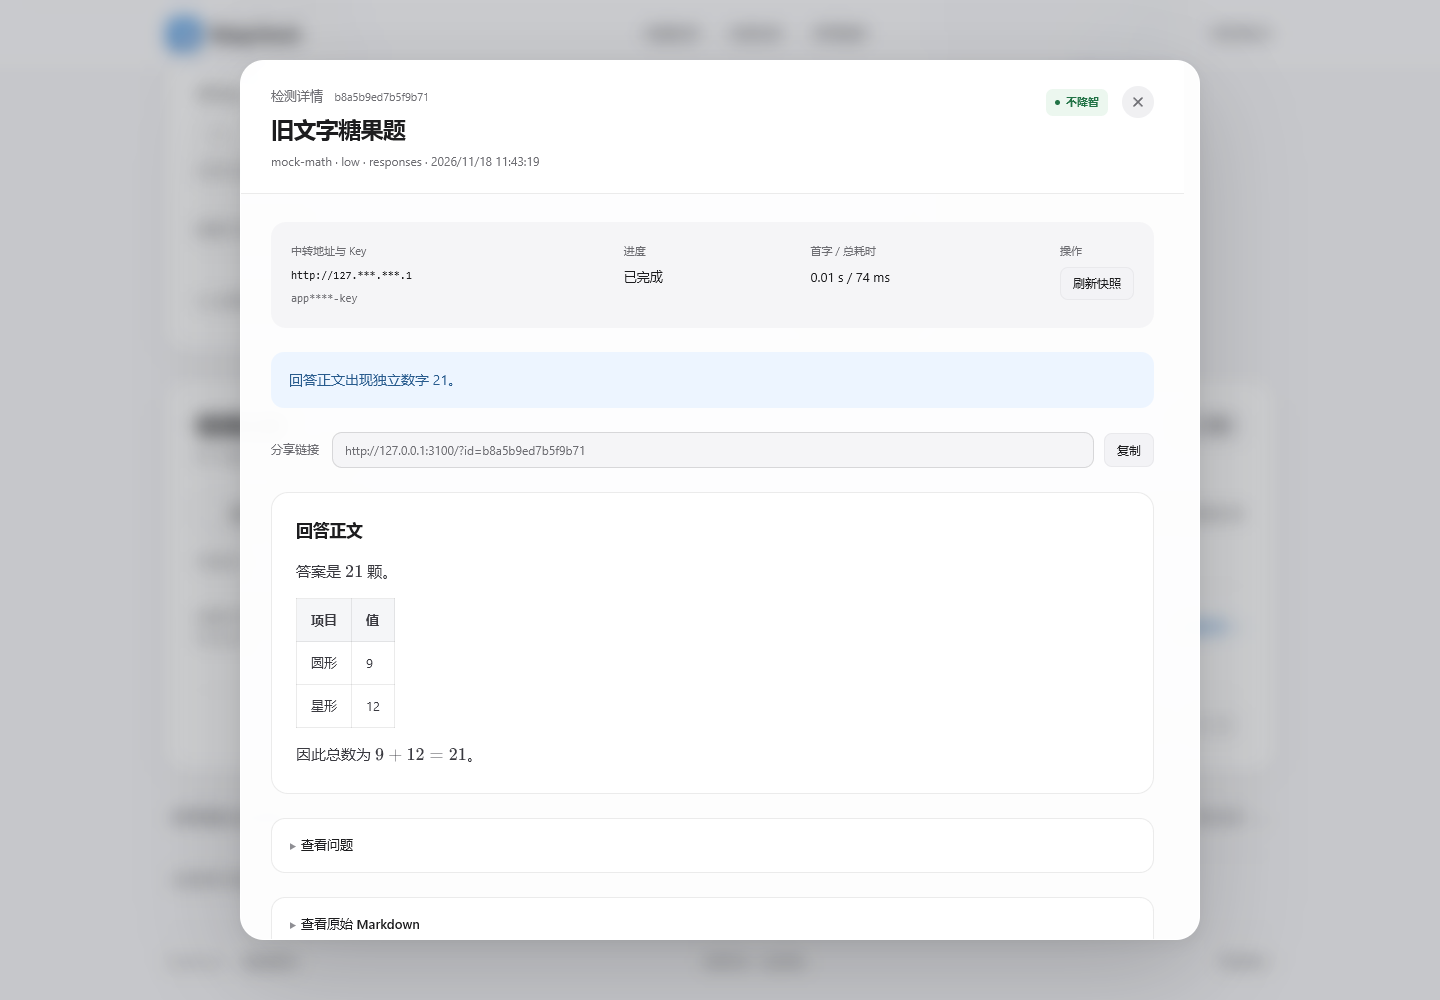 检测详情 b8a5b9ed7b5f9b71
旧文字糖果题
mock-math · low · responses · 2026/11/18 11:43:19
不降智
中转地址与 Key
http://127.***.***.1
app****-key
进度
已完成
首字 / 总耗时
0.01 s / 74 ms
操作
刷新快照
回答正文出现独立数字 21。
分享链接 http://127.0.0.1:3100/?id=b8a5b9ed7b5f9b71 复制
回答正文
答案是 21 颗。
项目 值
圆形 9
星形 12
因此总数为 9 + 12 = 21。
查看问题
查看原始 Markdown